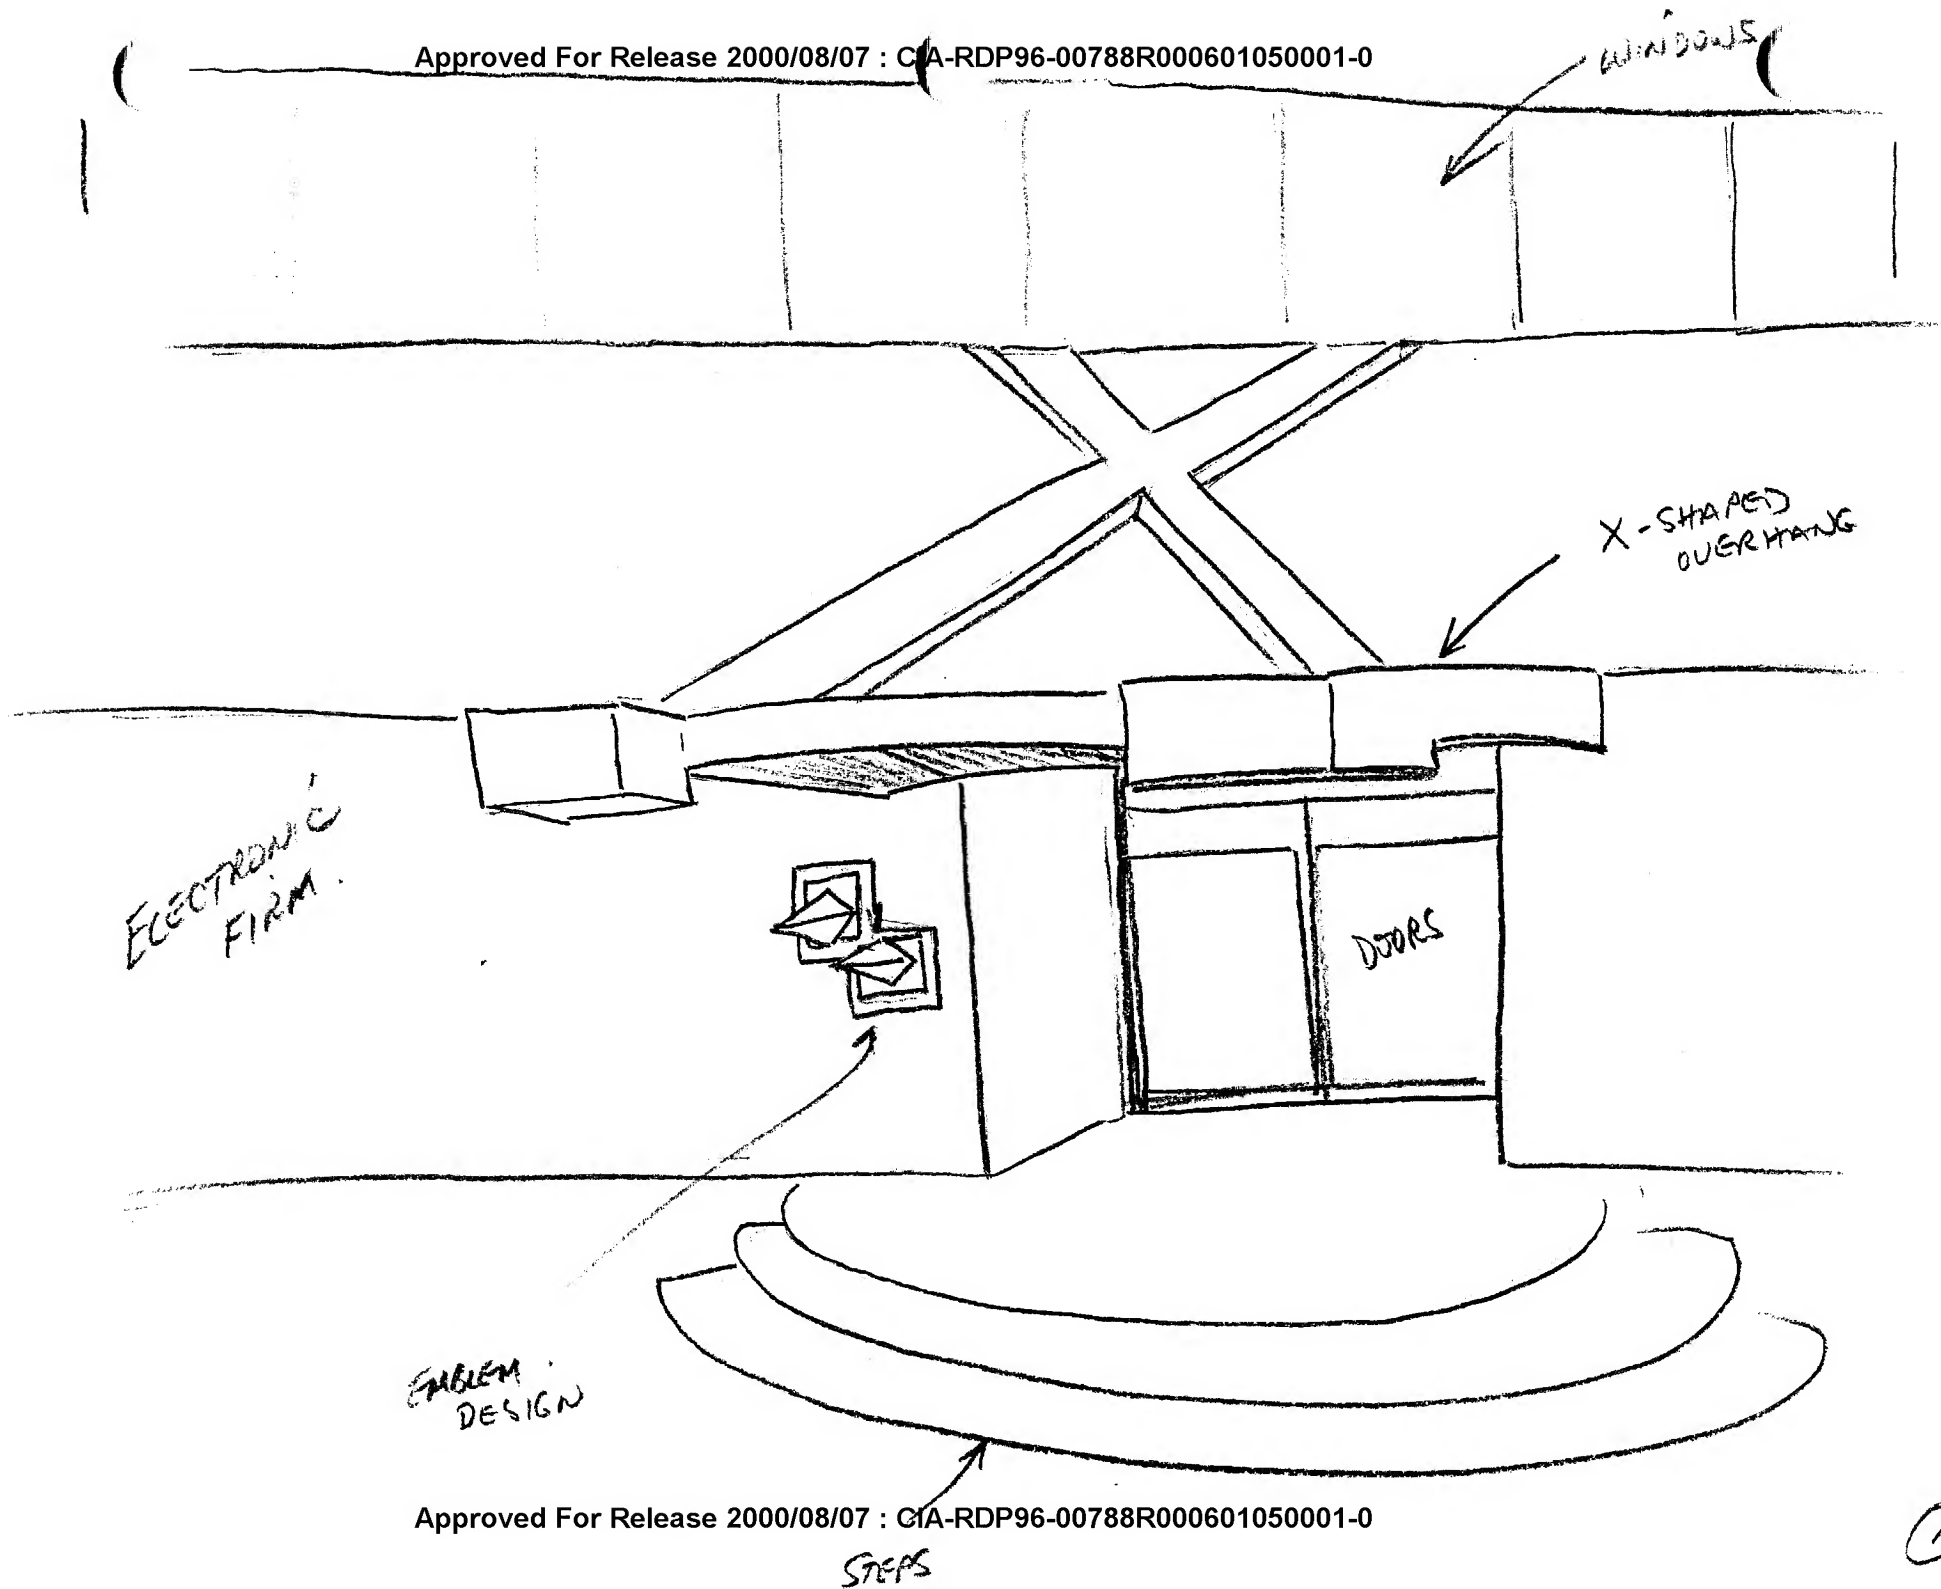 Approved For Release 2000/08/07 : CIA-RDP96-00788R000601050001-0
WINDOWS
X-SHAPED
OVERHANG
ELECTRONIC
FIRM.
DOORS
EMBLEM
DESIGN
Approved For Release 2000/08/07 : CIA-RDP96-00788R000601050001-0
STEPS